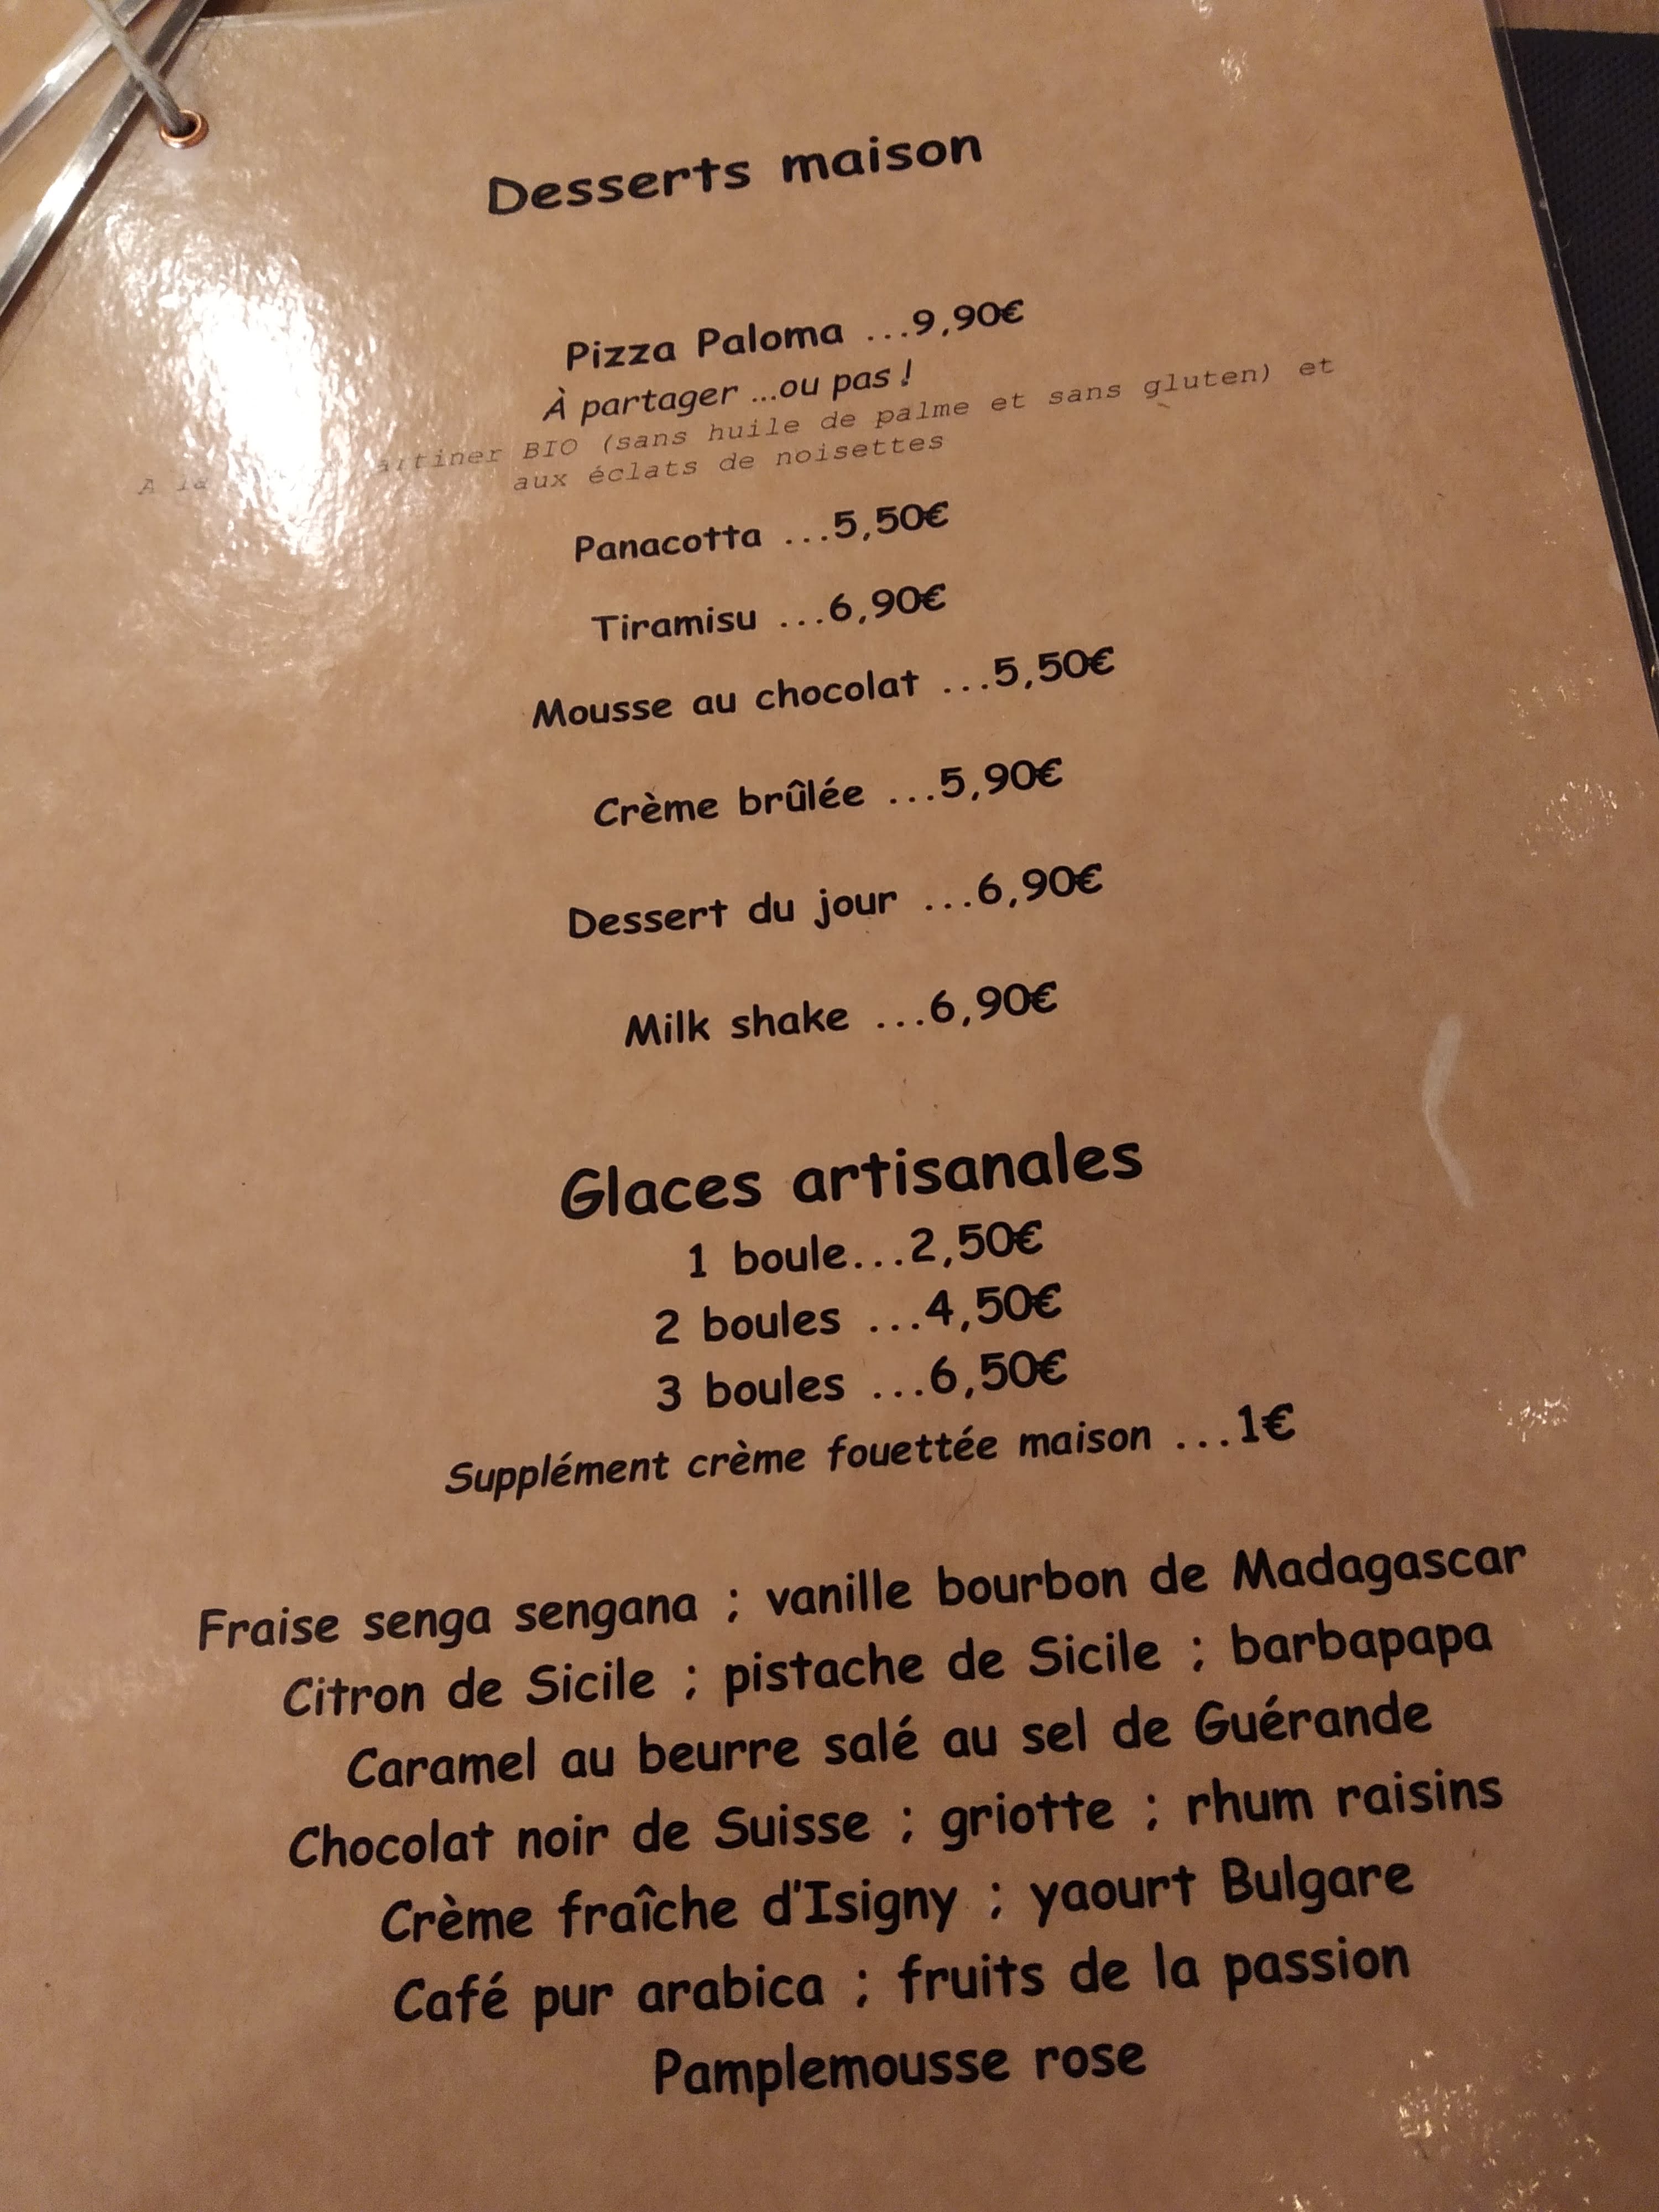 Desserts maison
Pizza Paloma ...9,90€
À partager ...ou pas !
A la artiner BIO (sans huile de palme et sans gluten) et
aux éclats de noisettes
Panacotta ...5,50€
Tiramisu ...6,90€
Mousse au chocolat ...5,50€
Crème brûlée ...5,90€
Dessert du jour ...6,90€
Milk shake ...6,90€
Glaces artisanales
1 boule...2,50€
2 boules ...4,50€
3 boules ...6,50€
Supplément crème fouettée maison ...1€
Fraise senga sengana ; vanille bourbon de Madagascar
Citron de Sicile ; pistache de Sicile ; barbapapa
Caramel au beurre salé au sel de Guérande
Chocolat noir de Suisse ; griotte ; rhum raisins
Crème fraîche d'Isigny ; yaourt Bulgare
Café pur arabica ; fruits de la passion
Pamplemousse rose